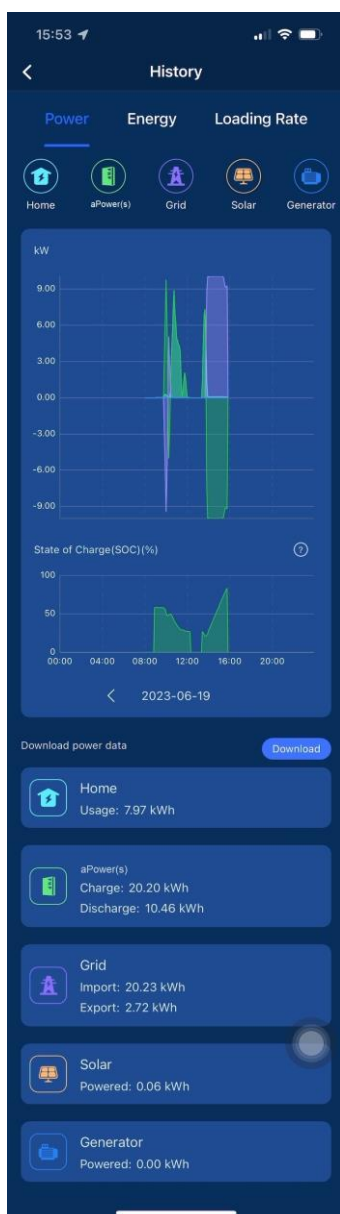 15:53
History
Power Energy Loading Rate
Home aPower(s) Grid Solar Generator
kW
9.00
6.00
3.00
0.00
-3.00
-6.00
-9.00
State of Charge(SOC)(%) ?
100
50
0
00:00 04:00 08:00 12:00 16:00 20:00
2023-06-19
Download power data Download
Home
Usage: 7.97 kWh
aPower(s)
Charge: 20.20 kWh
Discharge: 10.46 kWh
Grid
Import: 20.23 kWh
Export: 2.72 kWh
Solar
Powered: 0.06 kWh
Generator
Powered: 0.00 kWh